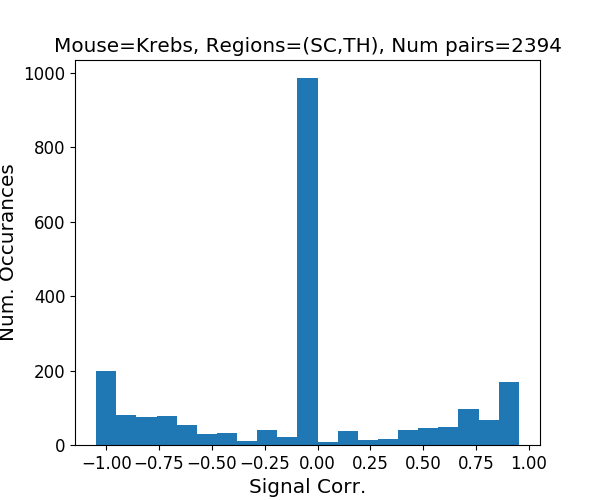 Mouse=Krebs, Regions=(SC,TH), Num pairs=2394
1000
800
600
400
200
0
Num. Occurances
−1.00 −0.75 −0.50 −0.25 0.00 0.25 0.50 0.75 1.00
Signal Corr.